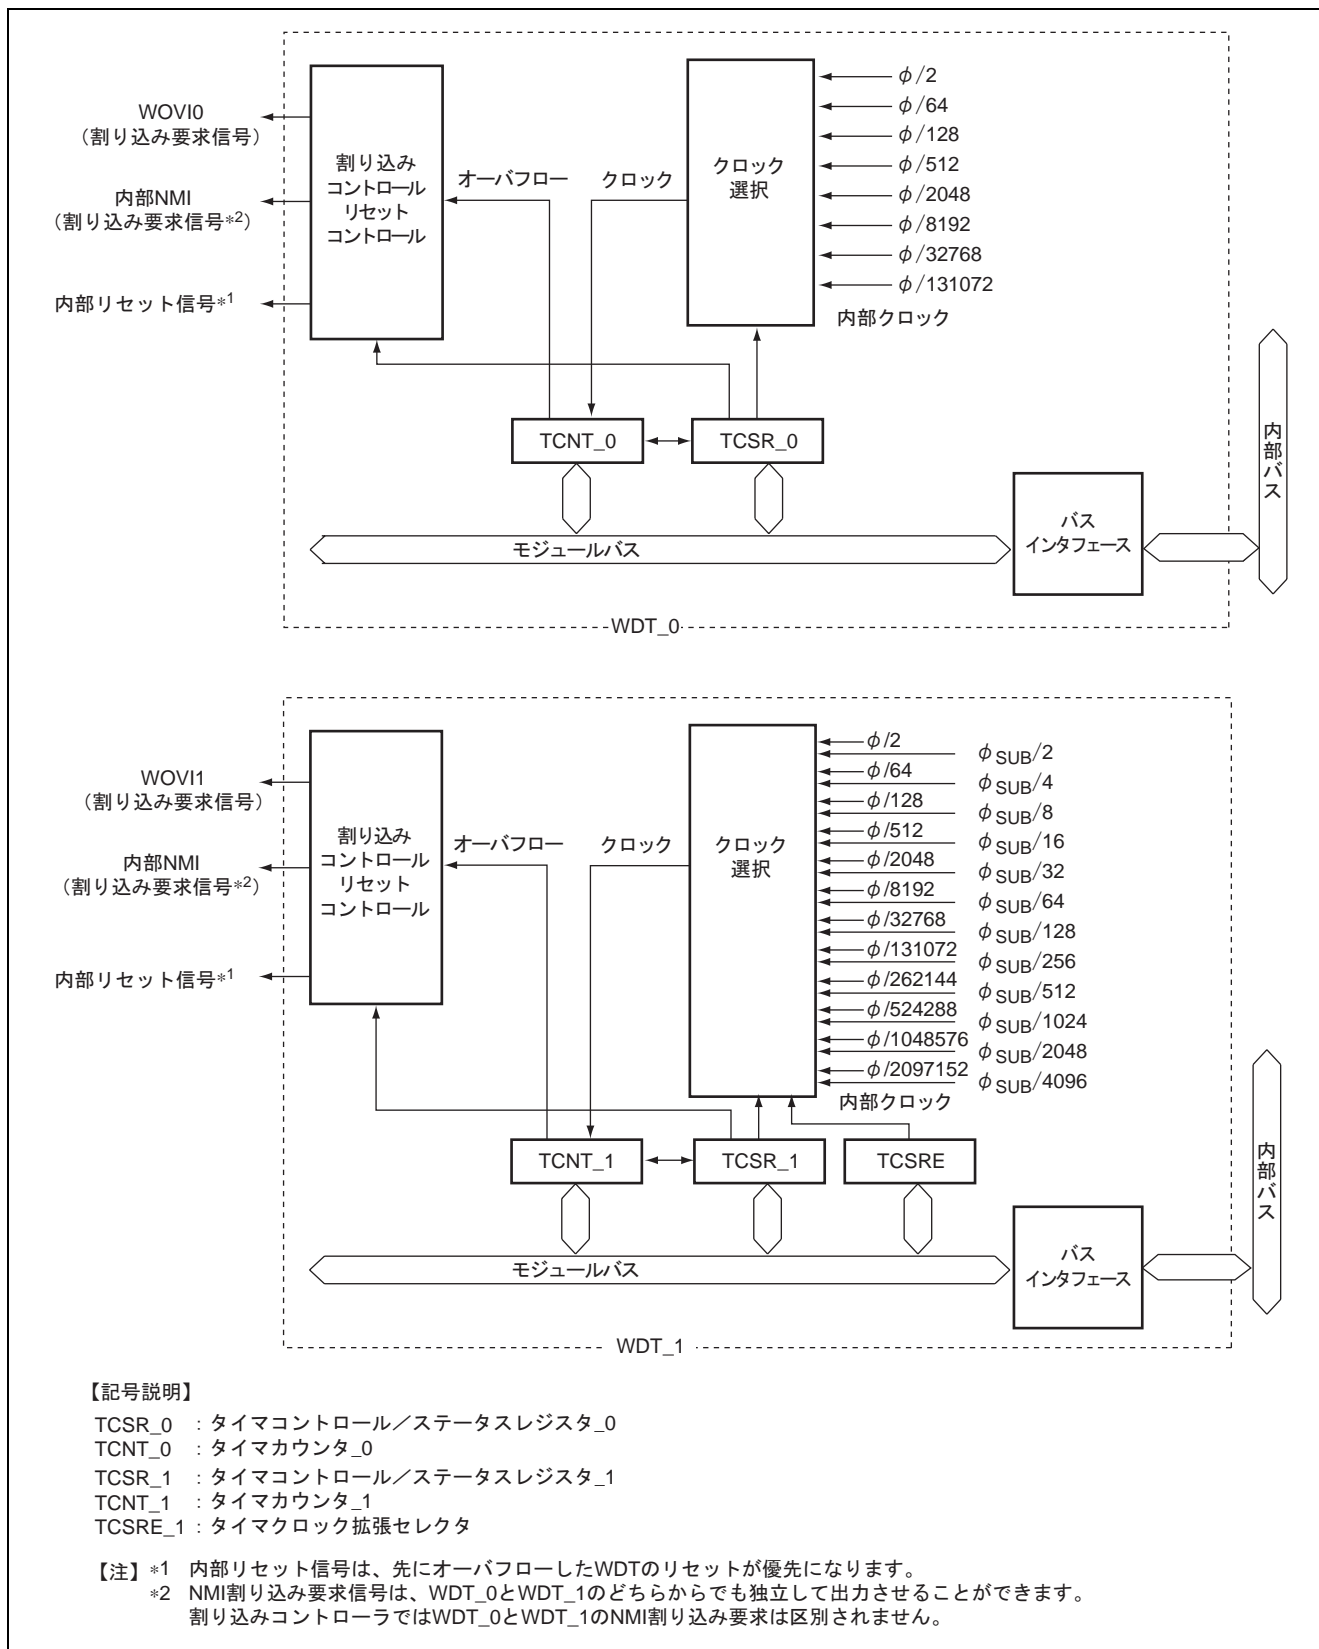 WOVI0
（割り込み要求信号）
内部NMI
（割り込み要求信号*2）
内部リセット信号*1
割り込み
コントロール
リセット
コントロール
オーバフロー
クロック
クロック
選択
φ/2
φ/64
φ/128
φ/512
φ/2048
φ/8192
φ/32768
φ/131072
内部クロック
TCNT_0
TCSR_0
モジュールバス
バス
インタフェース
内部バス
WDT_0
WOVI1
（割り込み要求信号）
内部NMI
（割り込み要求信号*2）
内部リセット信号*1
割り込み
コントロール
リセット
コントロール
オーバフロー
クロック
クロック
選択
φ/2
φSUB/2
φ/64
φSUB/4
φ/128
φSUB/8
φ/512
φSUB/16
φ/2048
φSUB/32
φ/8192
φSUB/64
φ/32768
φSUB/128
φ/131072
φSUB/256
φ/262144
φSUB/512
φ/524288
φSUB/1024
φ/1048576
φSUB/2048
φ/2097152
φSUB/4096
内部クロック
TCNT_1
TCSR_1
TCSRE
モジュールバス
バス
インタフェース
内部バス
WDT_1
【記号説明】
TCSR_0 ：タイマコントロール／ステータスレジスタ_0
TCNT_0 ：タイマカウンタ_0
TCSR_1 ：タイマコントロール／ステータスレジスタ_1
TCNT_1 ：タイマカウンタ_1
TCSRE_1：タイマクロック拡張セレクタ
【注】*1 内部リセット信号は、先にオーバフローしたWDTのリセットが優先になります。
*2 NMI割り込み要求信号は、WDT_0とWDT_1のどちらからでも独立して出力させることができます。
割り込みコントローラではWDT_0とWDT_1のNMI割り込み要求は区別されません。